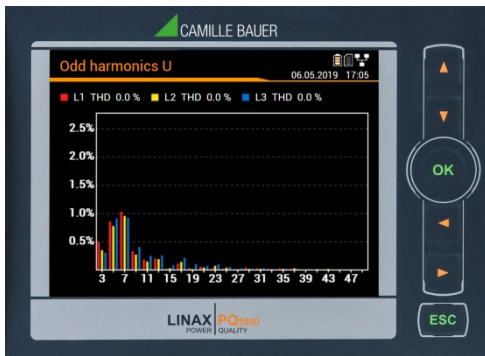 CAMILLE BAUER
Odd harmonics U
06.05.2019 17:05
L1 THD 0.0 % L2 THD 0.0 % L3 THD 0.0 %
2.5%
2.0%
1.5%
1.0%
0.5%
3 7 11 15 19 23 27 31 35 39 43 47
OK
LINAX PQ5000
POWER QUALITY
ESC